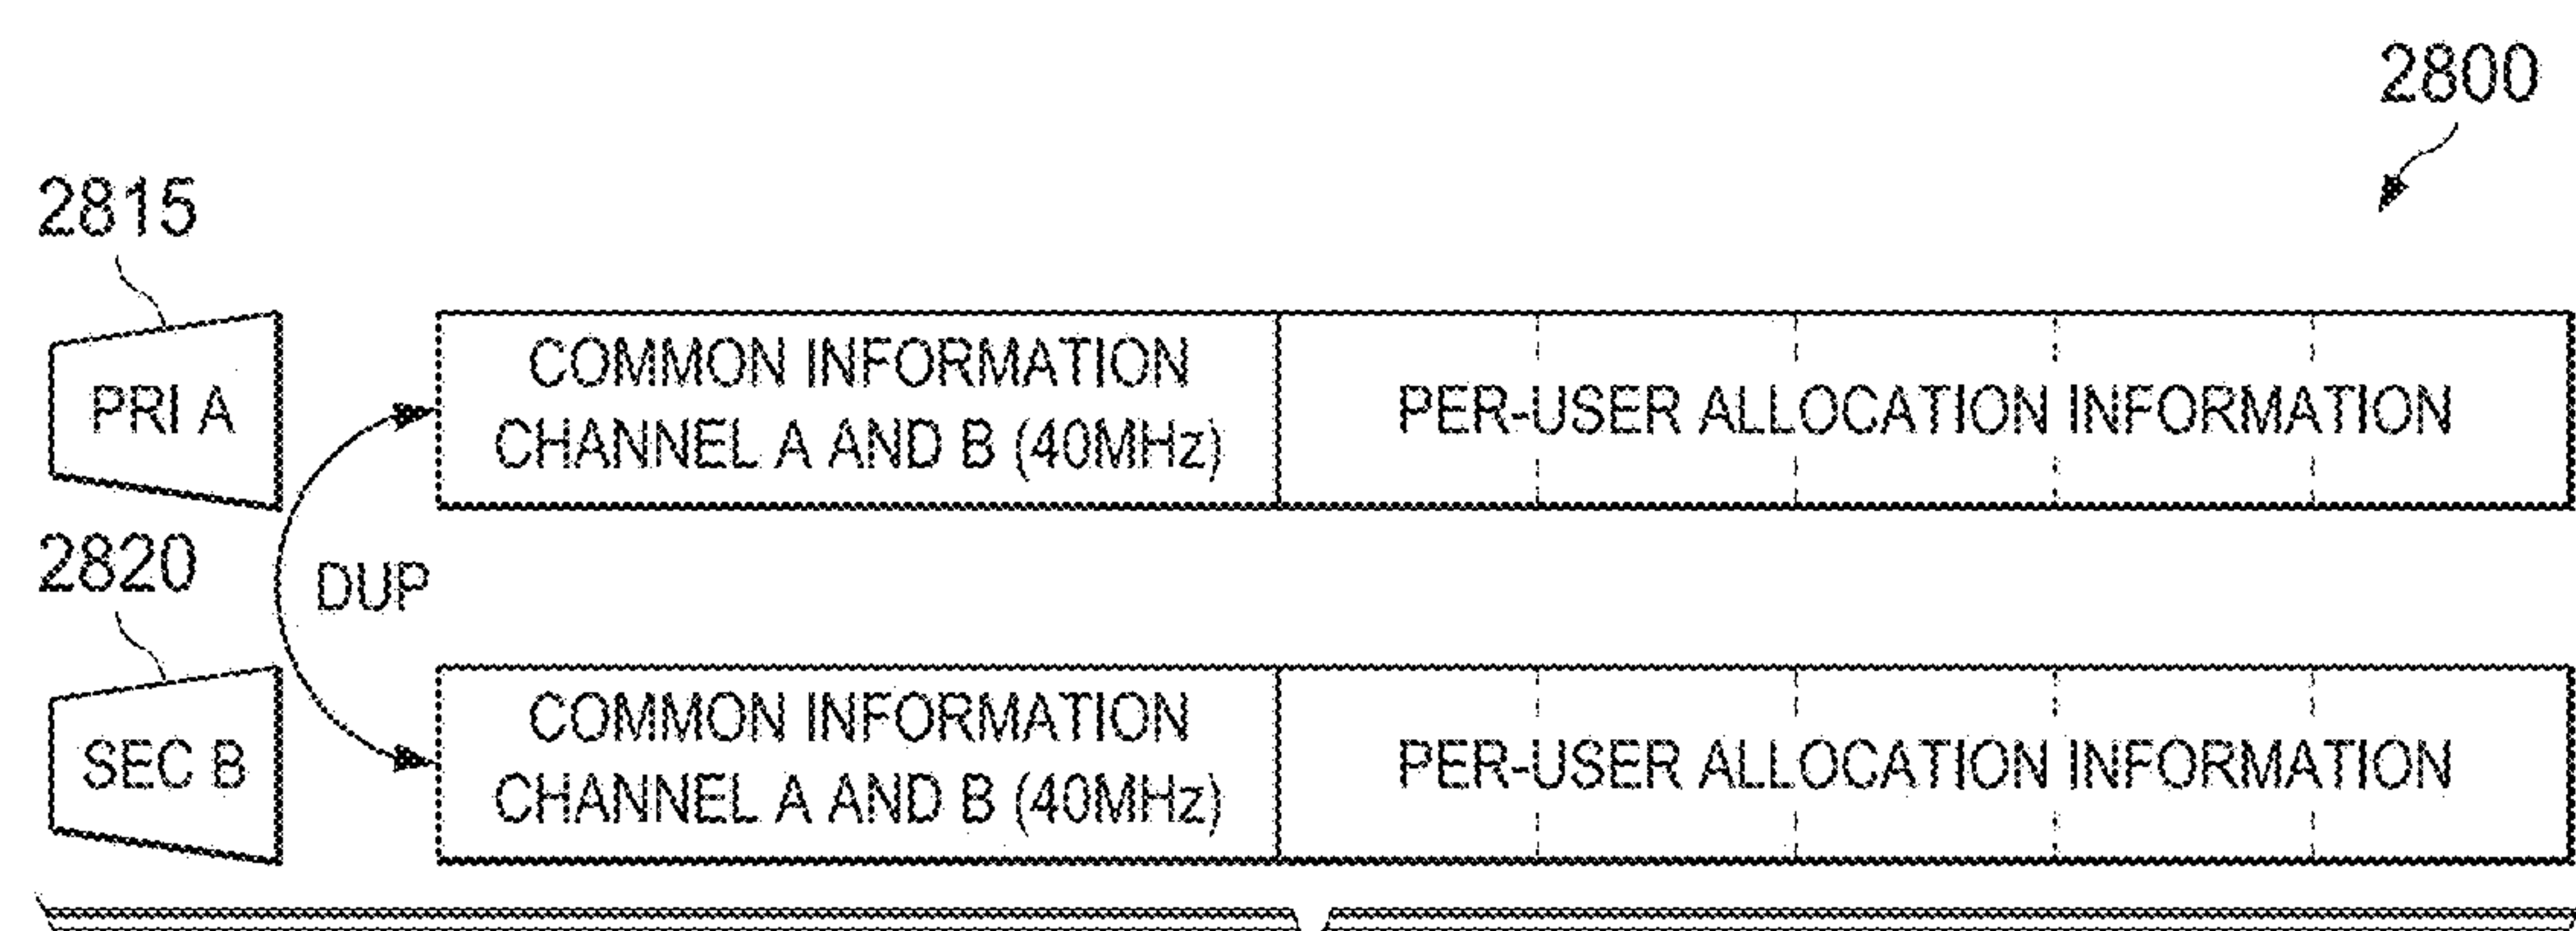 2800
2815
PRI A
COMMON INFORMATION
CHANNEL A AND B (40MHz)
PER-USER ALLOCATION INFORMATION
2820
DUP
SEC B
COMMON INFORMATION
CHANNEL A AND B (40MHz)
PER-USER ALLOCATION INFORMATION